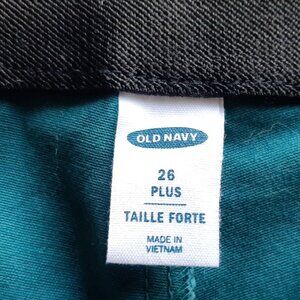 OLD NAVY
26
PLUS
TAILLE FORTE
MADE IN
VIETNAM